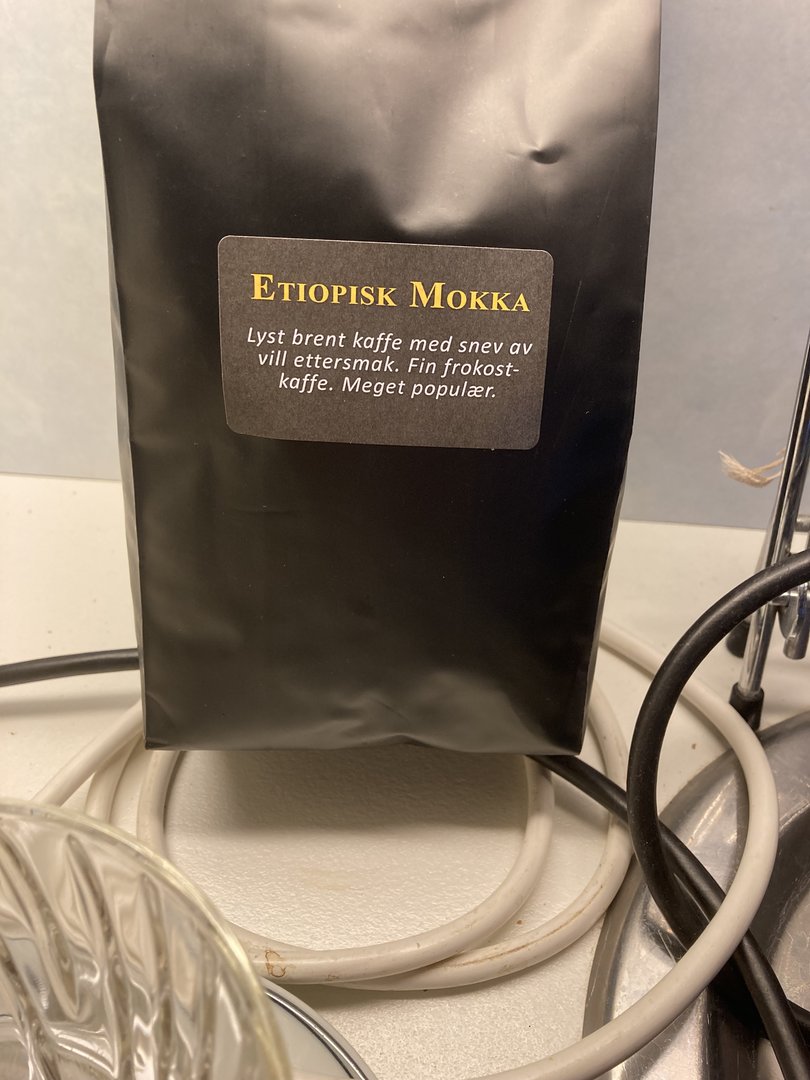 Etiopisk Mokka
Lyst brent kaffe med snev av
vill ettersmak. Fin frokost-
kaffe. Meget populær.